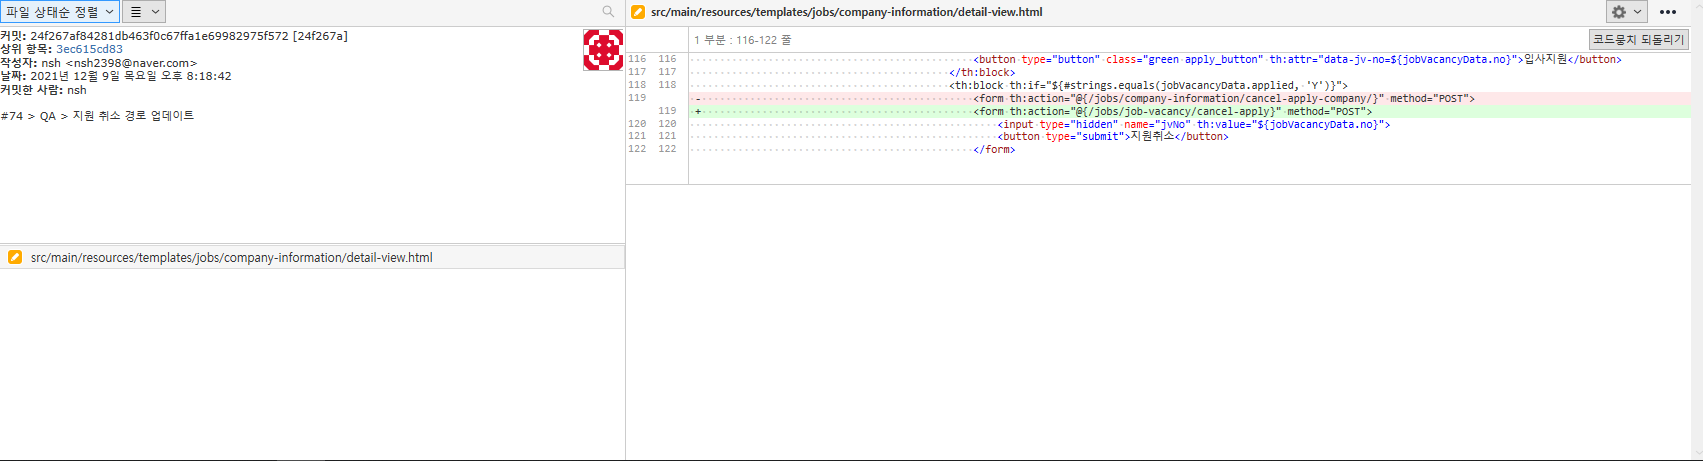 파일 상태순 정렬
커밋: 24f267af84281db463f0c67ffa1e69982975f572 [24f267a]
상위 항목: 3ec615cd83
작성자: nsh <nsh2398@naver.com>
날짜: 2021년 12월 9일 목요일 오후 8:18:42
커밋한 사람: nsh
#74 > QA > 지원 취소 경로 업데이트
src/main/resources/templates/jobs/company-information/detail-view.html
src/main/resources/templates/jobs/company-information/detail-view.html
1 부분 : 116-122 줄
코드뭉치 되돌리기
116 116 <button type="button" class="green apply_button" th:attr="data-jv-no=${jobVacancyData.no}">입사지원</button>
117 117 </th:block>
118 118 <th:block th:if="${#strings.equals(jobVacancyData.applied, 'Y')}">
119 - <form th:action="@{/jobs/company-information/cancel-apply-company/}" method="POST">
119 + <form th:action="@{/jobs/job-vacancy/cancel-apply}" method="POST">
120 120 <input type="hidden" name="jvNo" th:value="${jobVacancyData.no}">
121 121 <button type="submit">지원취소</button>
122 122 </form>